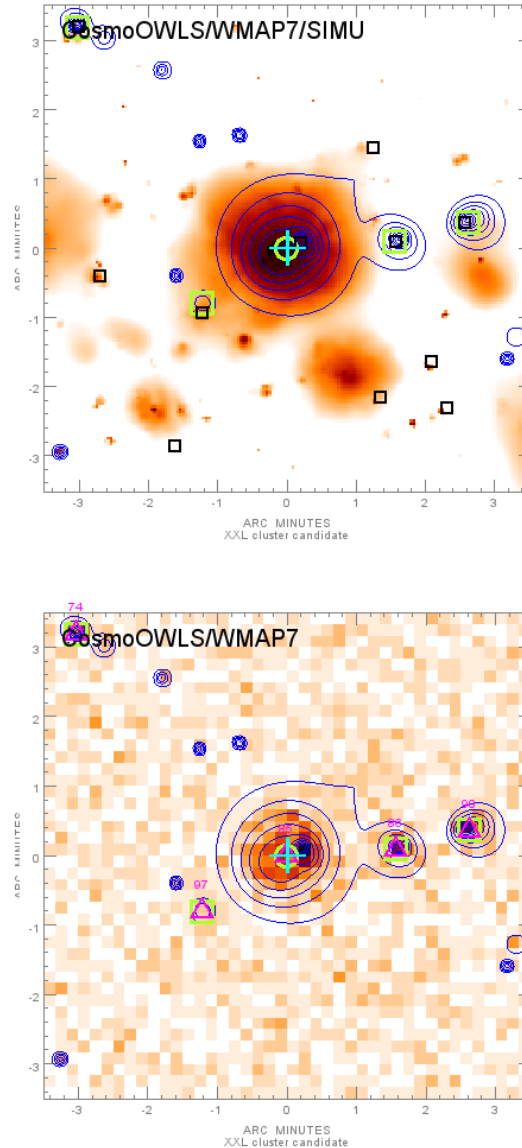 CosmoOWLS/WMAP7/SIMU
3
2
1
0
-1
-2
-3
ARC MINUTES
-3 -2 -1 0 1 2 3
ARC MINUTES
XXL cluster candidate
74
CosmoOWLS/WMAP7
3
2
1
0
-1
-2
-3
ARC MINUTES
97
-3 -2 -1 0 1 2 3
ARC MINUTES
XXL cluster candidate